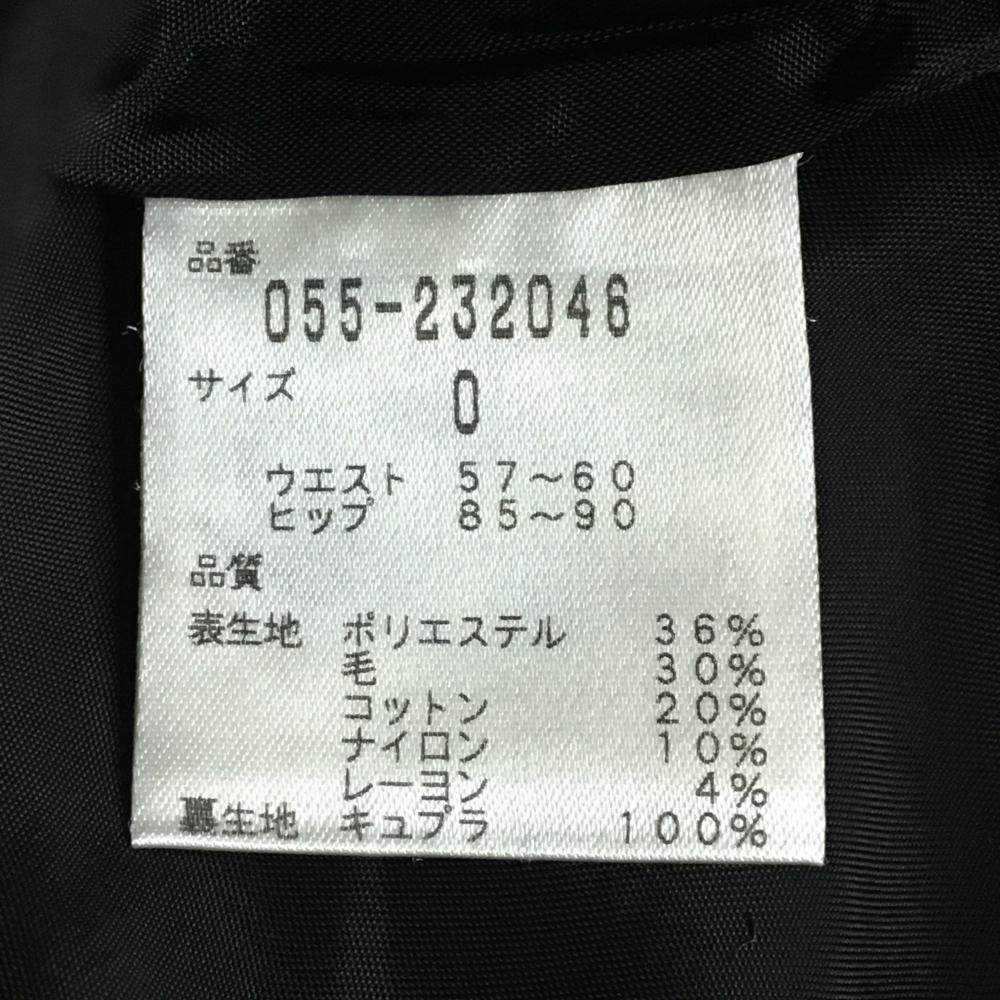 品番
055-232046
サイズ 0
ウエスト 57〜60
ヒップ 85〜90
品質
表生地 ポリエステル 36%
毛 30%
コットン 20%
ナイロン 10%
レーヨン 4%
裏生地 キュプラ 100%